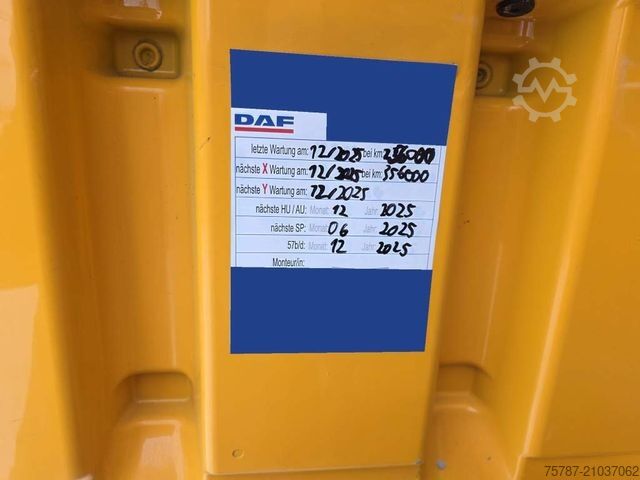 DAF
letzte Wartung am: 12/2025 bei km: 256000
nächste X Wartung am: 12/2025 bei km: 356000
nächste Y Wartung am: 12/2025
nächste HU / AU: Monat: 12 Jahr: 2025
nächste SP: Monat: 06 Jahr: 2025
57b/d: Monat: 12 Jahr: 2025
Monteur/in:
75787-21037062